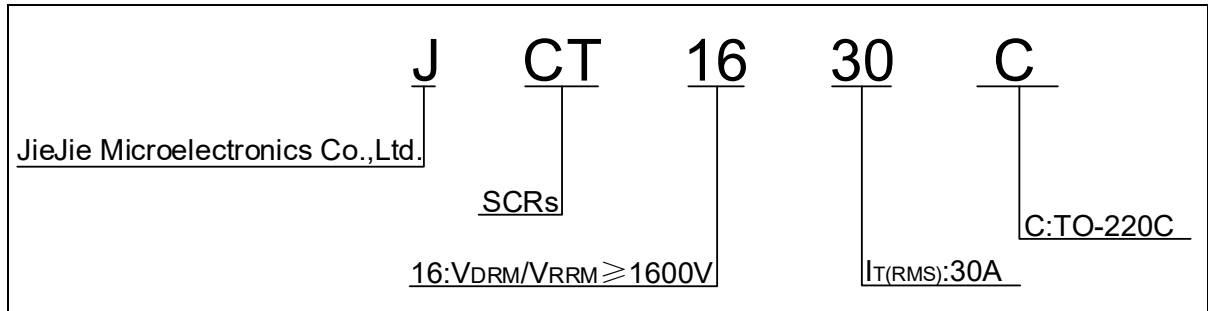 J CT 16 30 C
JieJie Microelectronics Co.,Ltd.
SCRs
C:TO-220C
16:VDRM/VRRM≥1600V
IT(RMS):30A